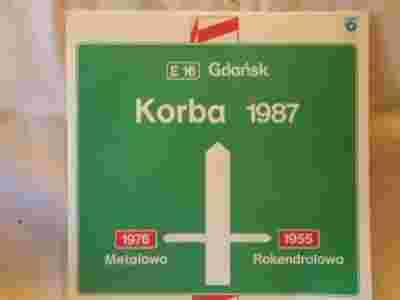 E 16 Gdańsk
Korba 1987
1976 1955
Metalowa Rokendrolowa